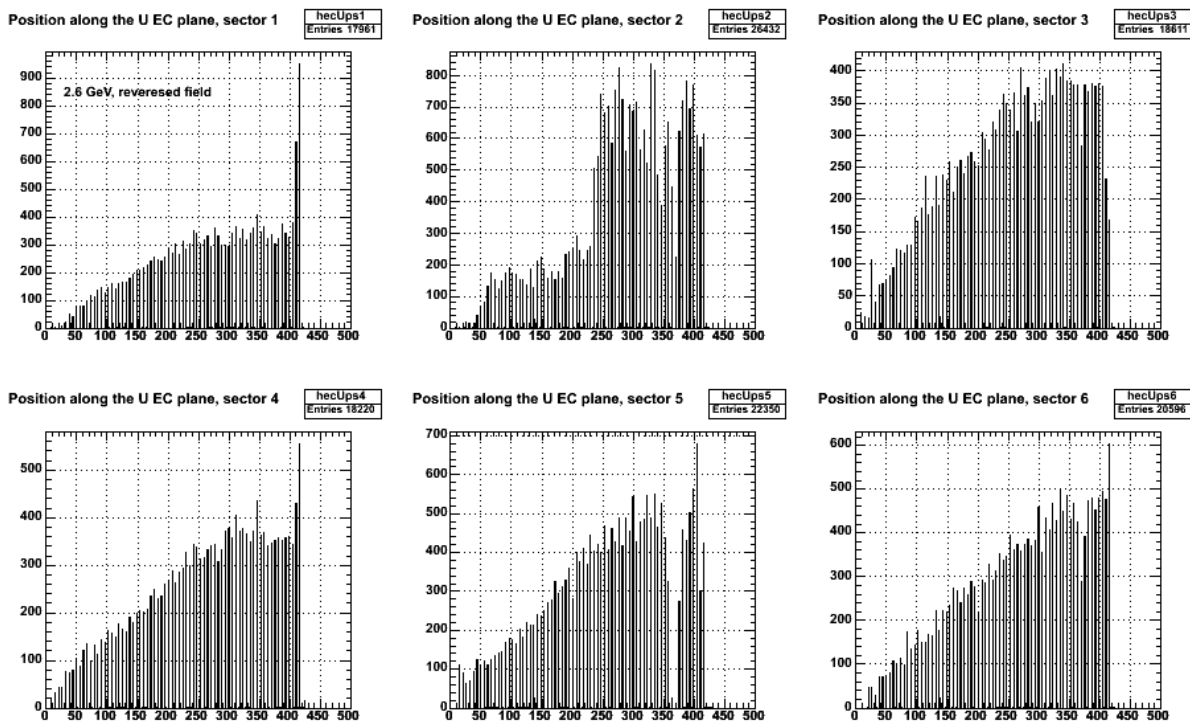 Position along the U EC plane, sector 1
hecUps1
Entries 17961
2.6 GeV, reveresed field
900
800
700
600
500
400
300
200
100
0
0 50 100 150 200 250 300 350 400 450 500
Position along the U EC plane, sector 2
hecUps2
Entries 26432
800
700
600
500
400
300
200
100
0
0 50 100 150 200 250 300 350 400 450 500
Position along the U EC plane, sector 3
hecUps3
Entries 18611
400
350
300
250
200
150
100
50
0
0 50 100 150 200 250 300 350 400 450 500
Position along the U EC plane, sector 4
hecUps4
Entries 18220
500
400
300
200
100
0
0 50 100 150 200 250 300 350 400 450 500
Position along the U EC plane, sector 5
hecUps5
Entries 22350
700
600
500
400
300
200
100
0
0 50 100 150 200 250 300 350 400 450 500
Position along the U EC plane, sector 6
hecUps6
Entries 20596
600
500
400
300
200
100
0
0 50 100 150 200 250 300 350 400 450 500